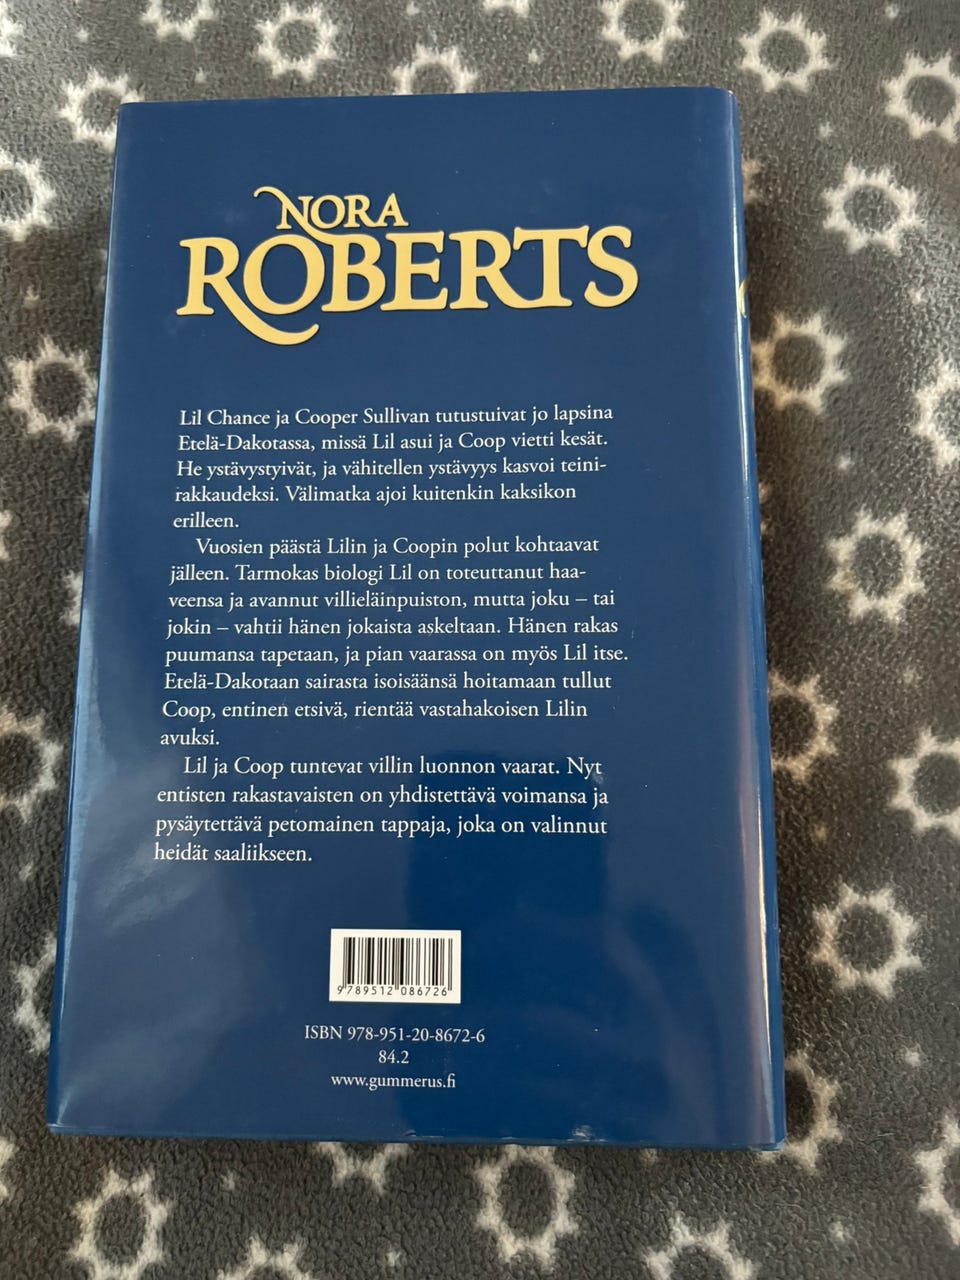 NORA
ROBERTS
Lil Chance ja Cooper Sullivan tutustuivat jo lapsina
Etelä-Dakotassa, missä Lil asui ja Coop vietti kesät.
He ystävystyivät, ja vähitellen ystävyys kasvoi teini-
rakkaudeksi. Välimatka ajoi kuitenkin kaksikon
erilleen.
Vuosien päästä Lilin ja Coopin polut kohtaavat
jälleen. Tarmokas biologi Lil on toteuttanut haa-
veensa ja avannut villieläinpuiston, mutta joku – tai
jokin – vahtii hänen jokaista askeltaan. Hänen rakas
puumansa tapetaan, ja pian vaarassa on myös Lil itse.
Etelä-Dakotaan sairasta isoisäänsä hoitamaan tullut
Coop, entinen etsivä, rientää vastahakoisen Lilin
avuksi.
Lil ja Coop tuntevat villin luonnon vaarat. Nyt
entisten rakastavaisten on yhdistettävä voimansa ja
pysäytettävä petomainen tappaja, joka on valinnut
heidät saaliikseen.
9 789512 086726
ISBN 978-951-20-8672-6
84.2
www.gummerus.fi